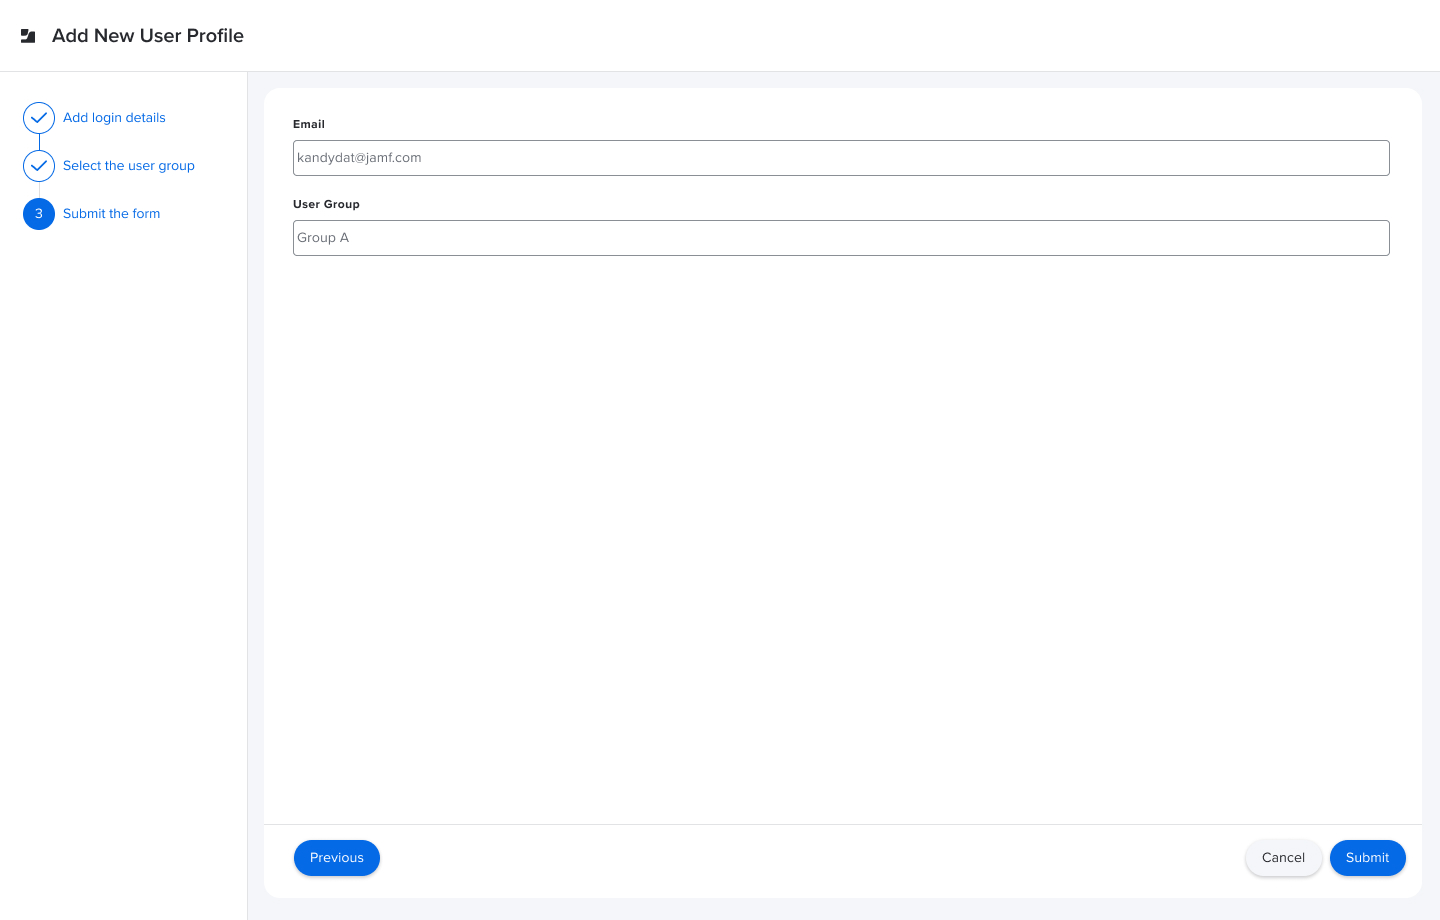 Add New User Profile
Add login details
Select the user group
3 Submit the form
Email
kandydat@jamf.com
User Group
Group A
Previous
Cancel
Submit